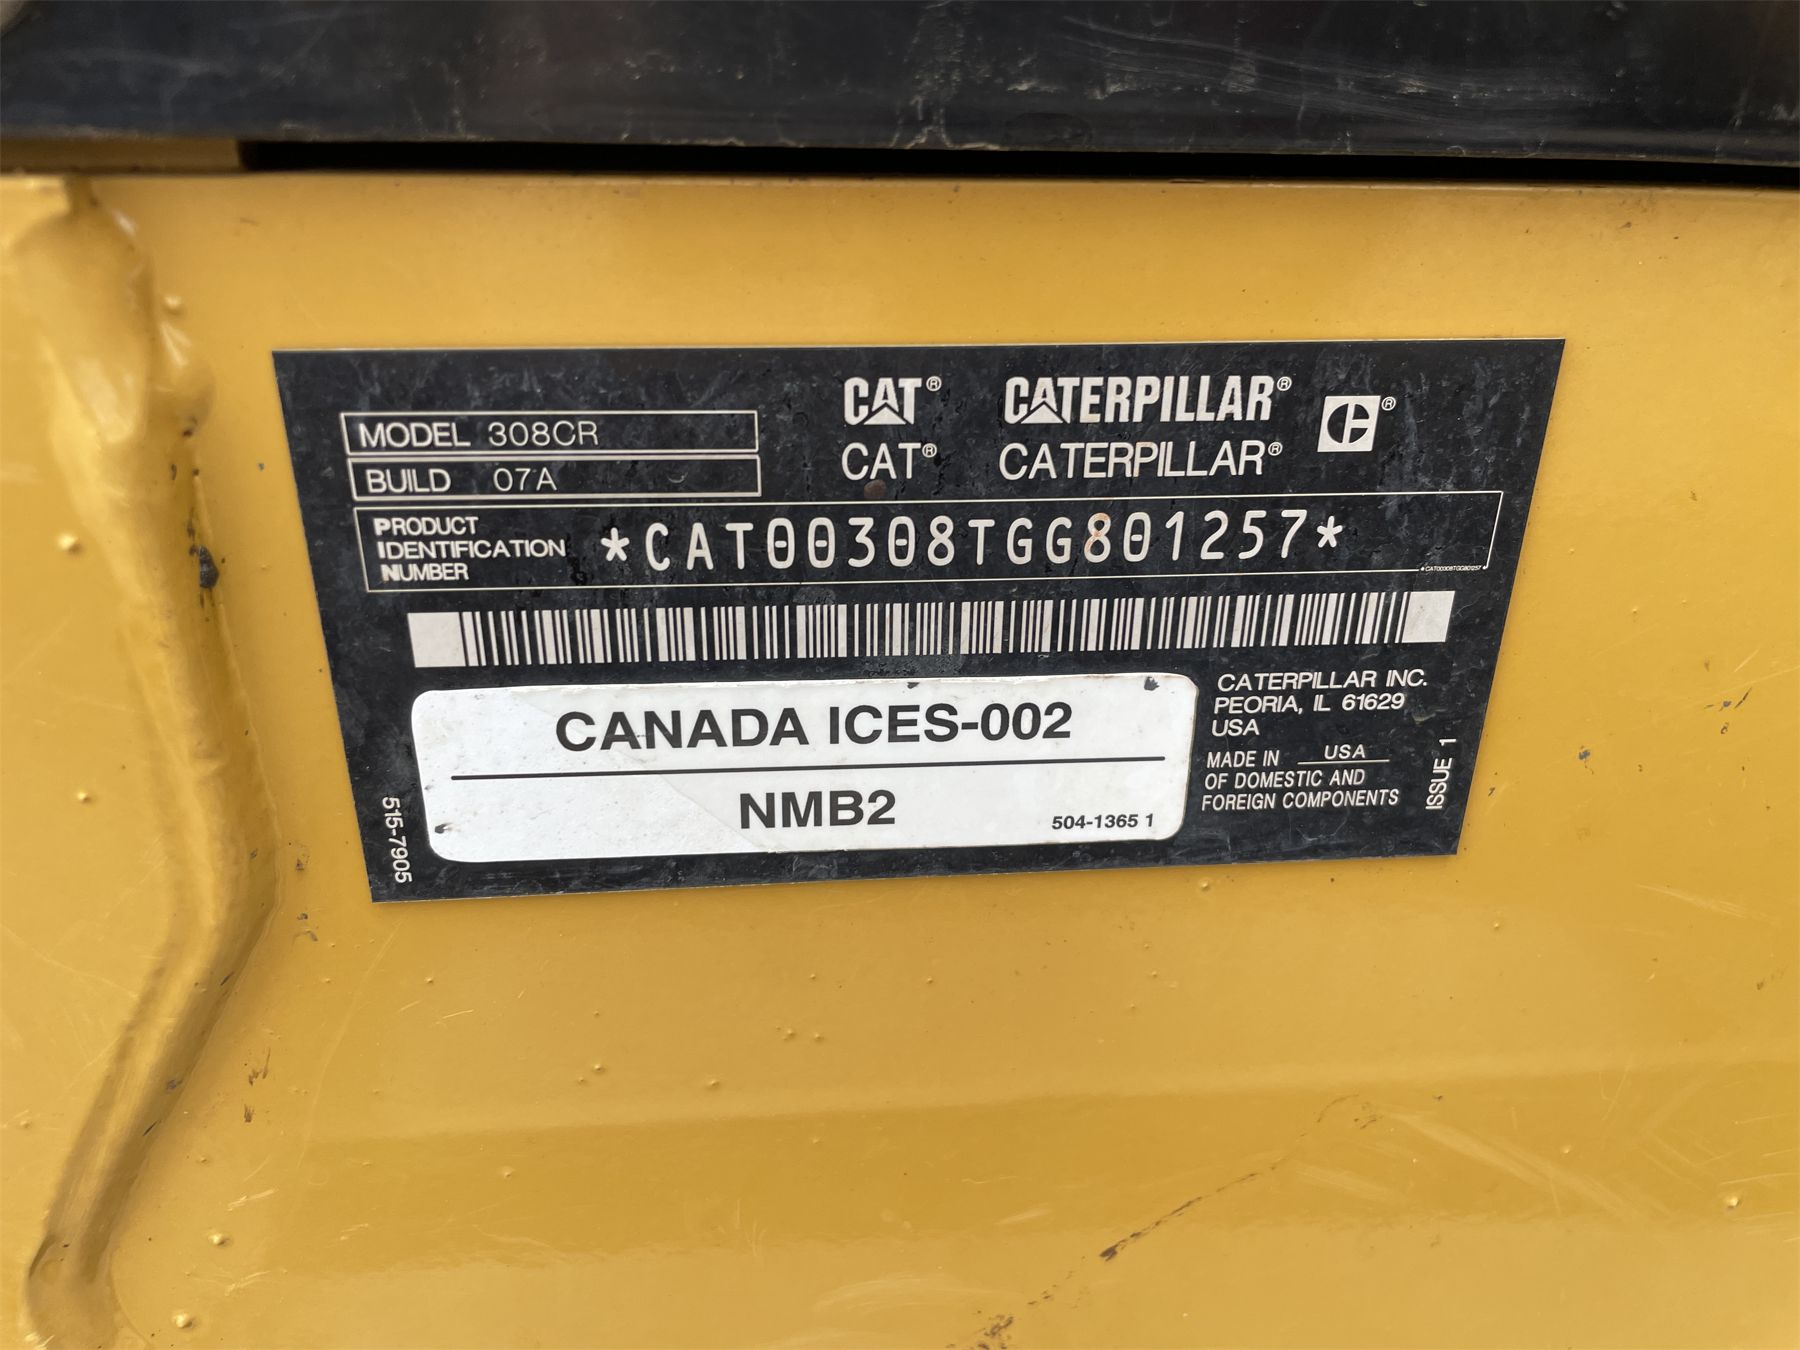 CAT® CATERPILLAR® ®
CAT® CATERPILLAR®
MODEL 308CR
BUILD 07A
PRODUCT
IDENTIFICATION
NUMBER
*CAT00308TGG801257*
*CAT00308TGG801257*
CANADA ICES-002
NMB2
504-1365 1
CATERPILLAR INC.
PEORIA, IL 61629
USA
MADE IN USA
OF DOMESTIC AND
FOREIGN COMPONENTS
ISSUE 1
515-7905